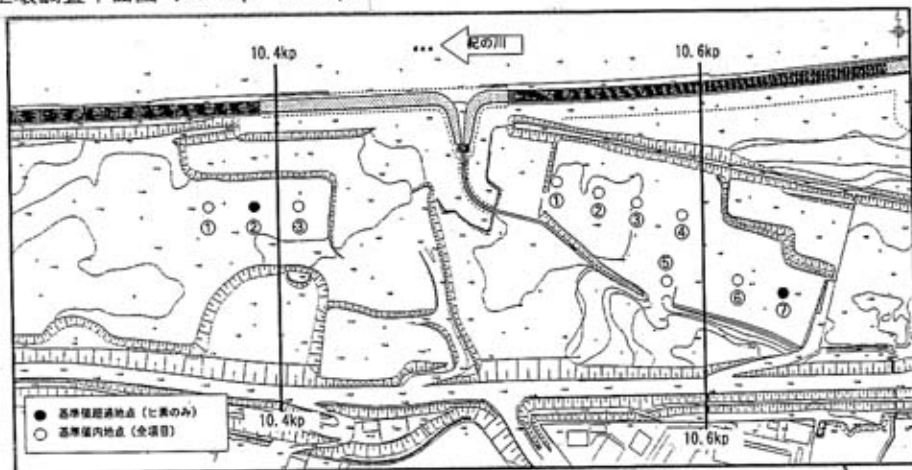 紀の川
10.4kp
10.6kp
① ② ③
① ② ③ ④ ⑤ ⑥ ⑦
● 基準値超過地点(ヒ素のみ)
○ 基準値内地点(全項目)
10.4kp
10.6kp